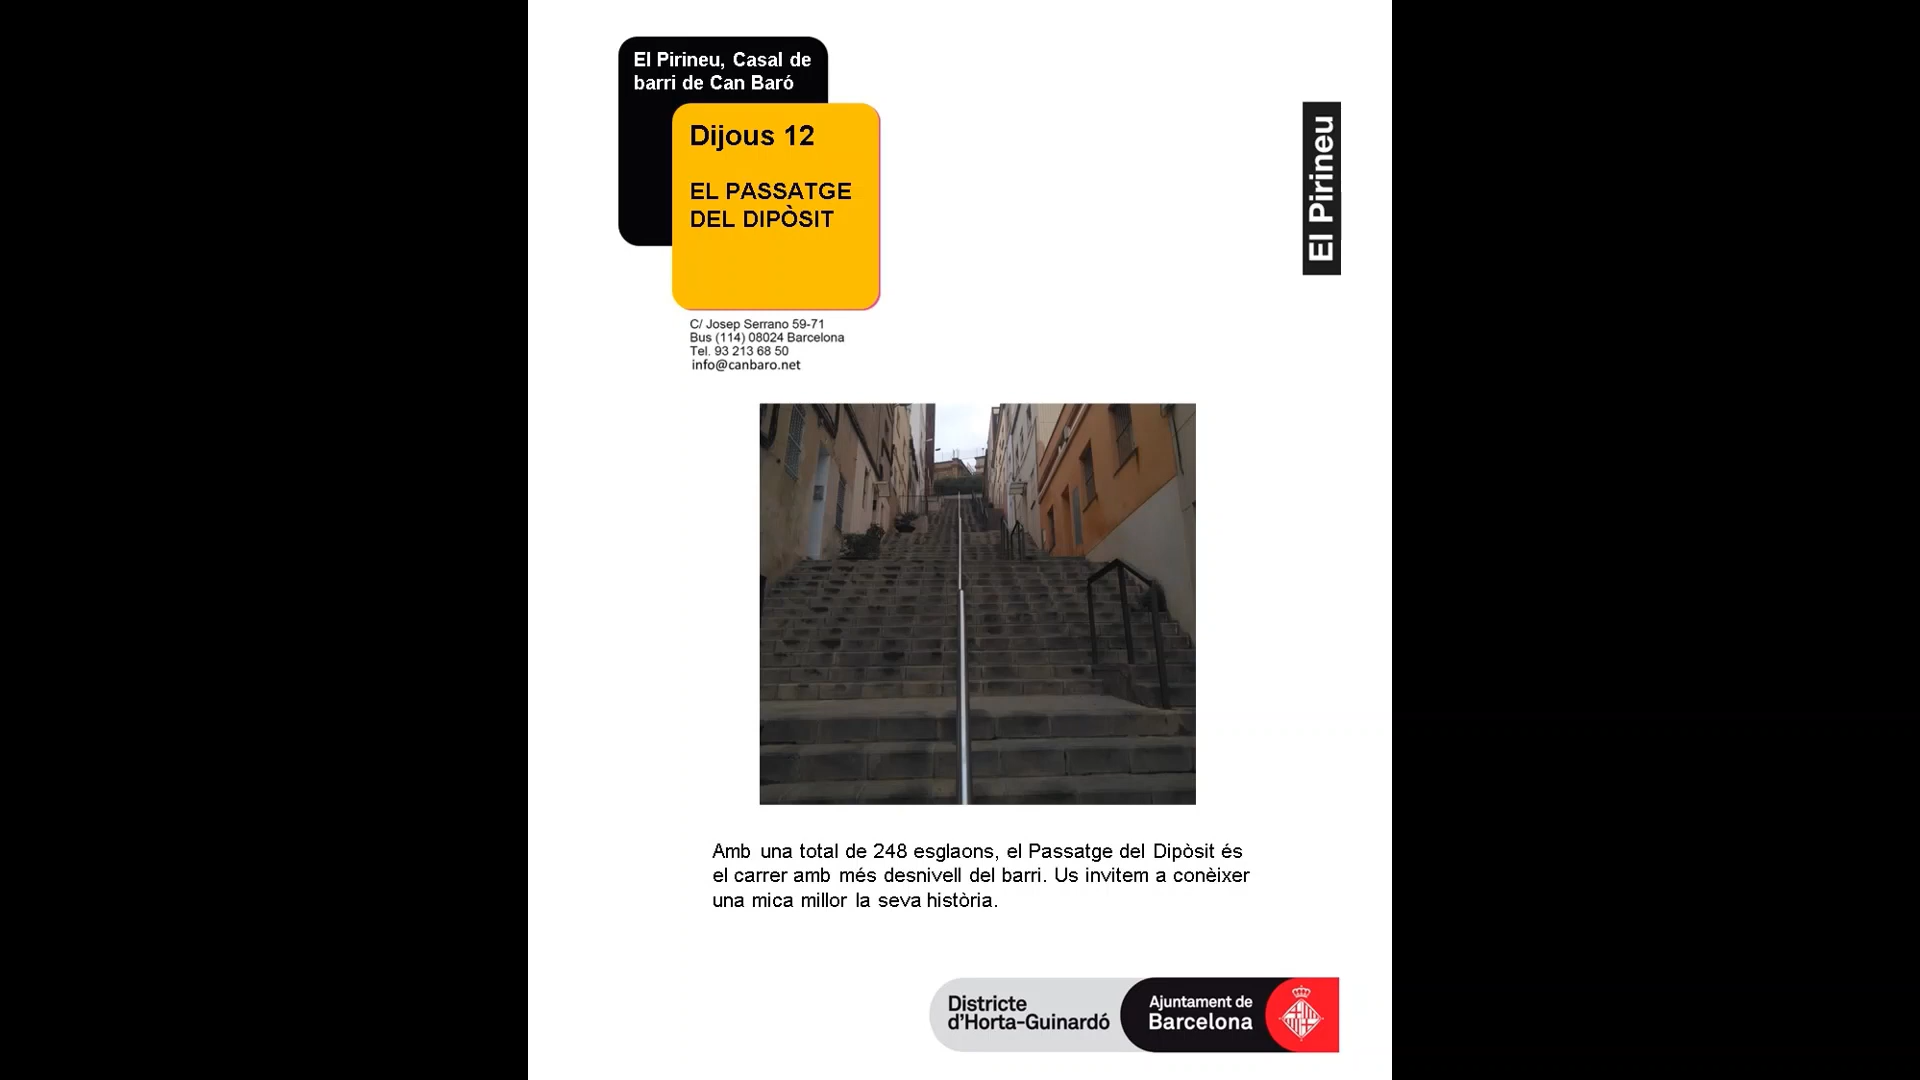 El Pirineu, Casal de
barri de Can Baró
Dijous 12
EL PASSATGE
DEL DIPÒSIT
C/ Josep Serrano 59-71
Bus (114) 08024 Barcelona
Tel. 93 213 68 50
info@canbaro.net
El Pirineu
Amb una total de 248 esglaons, el Passatge del Dipòsit és
el carrer amb més desnivell del barri. Us invitem a conèixer
una mica millor la seva història.
Districte
d'Horta-Guinardó
Ajuntament de
Barcelona